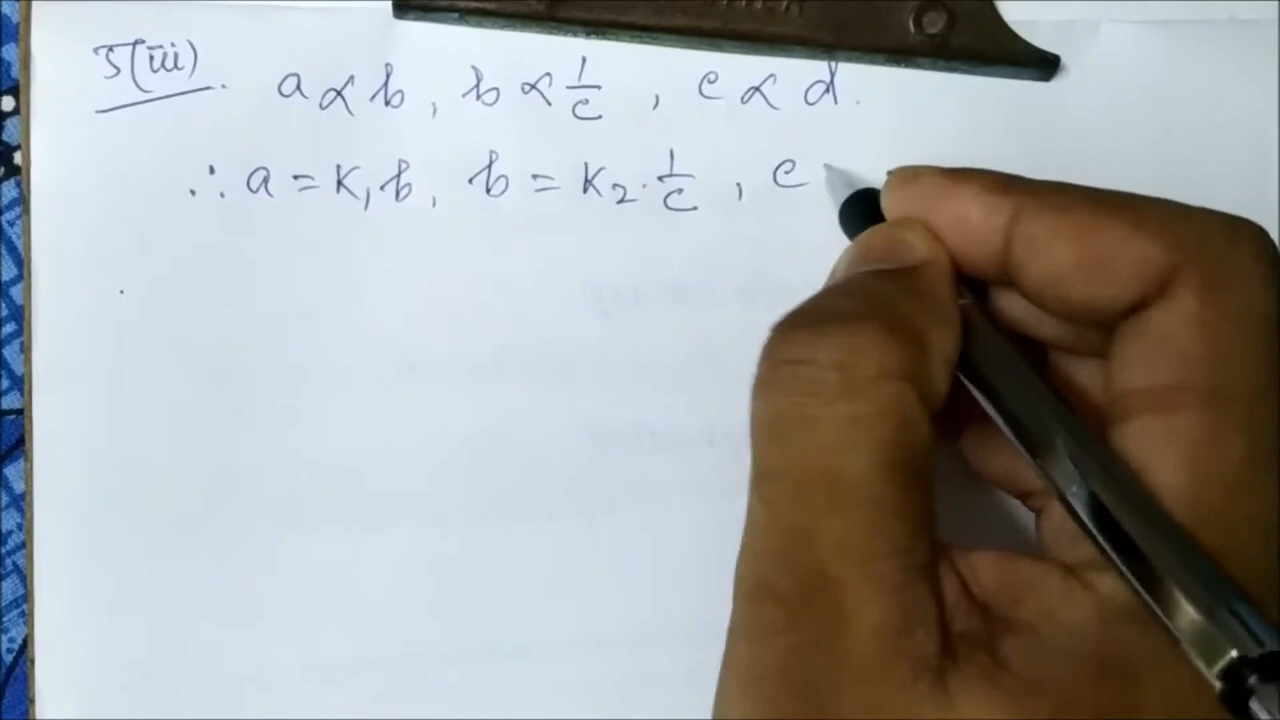 5(iii). a ∝ b, b ∝ 1/c, c ∝ d.
∴ a = K₁b, b = K₂·1/c, c